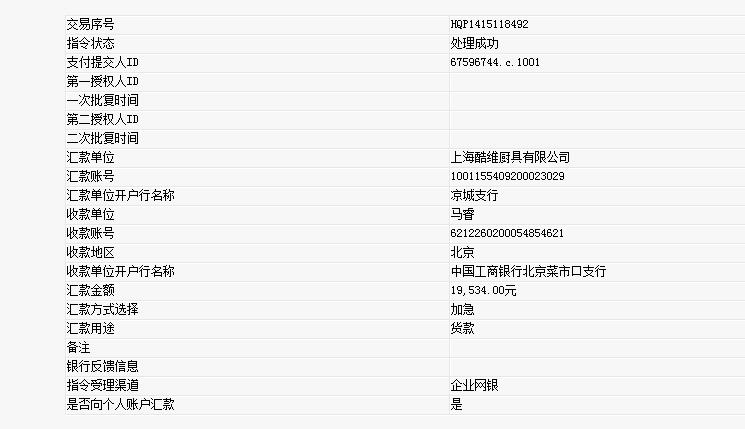 交易序号 HQP1415118492
指令状态 处理成功
支付提交人ID 67596744.c.1001
第一授权人ID
一次批复时间
第二授权人ID
二次批复时间
汇款单位 上海酷维厨具有限公司
汇款账号 1001155409200023029
汇款单位开户行名称 凉城支行
收款单位 马睿
收款账号 6212260200054854621
收款地区 北京
收款单位开户行名称 中国工商银行北京菜市口支行
汇款金额 19,534.00元
汇款方式选择 加急
汇款用途 货款
备注
银行反馈信息
指令受理渠道 企业网银
是否向个人账户汇款 是